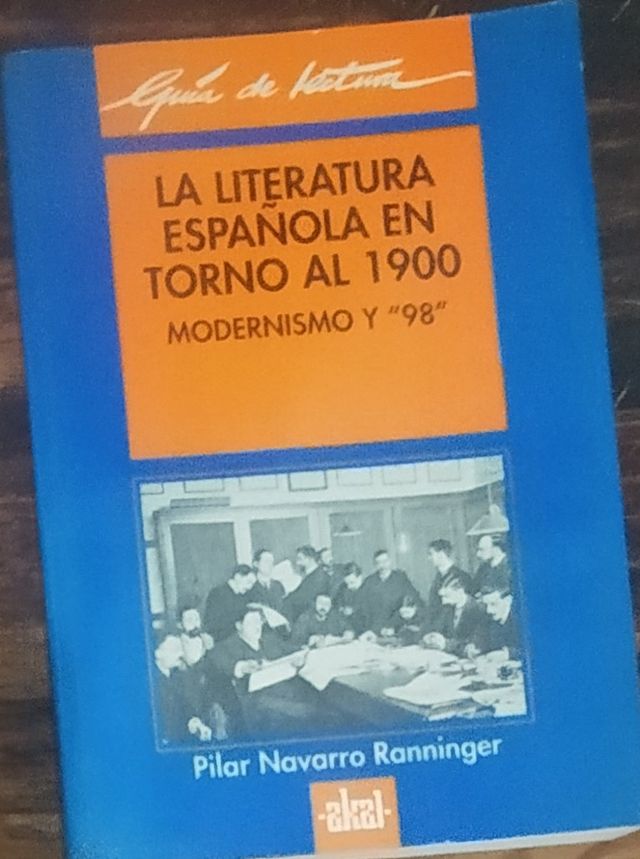 Guía de lectura
LA LITERATURA
ESPAÑOLA EN
TORNO AL 1900
MODERNISMO Y "98"
Pilar Navarro Ranninger
-akal-